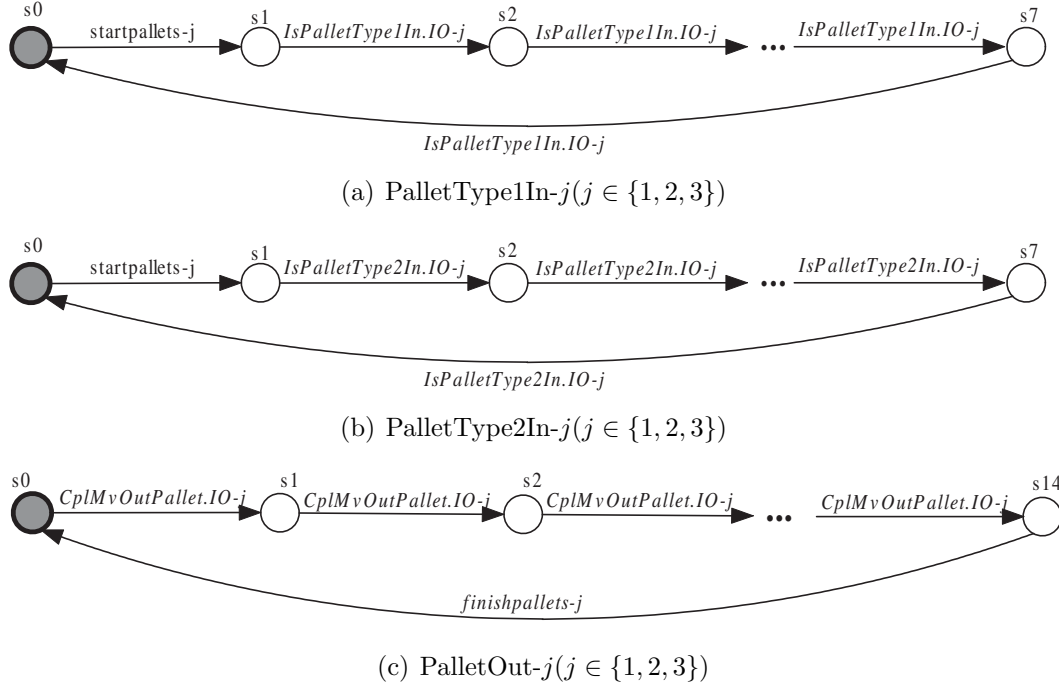 s0 s1 s2 s7
startpallets-j IsPalletType1In.IO-j IsPalletType1In.IO-j ... IsPalletType1In.IO-j
IsPalletType1In.IO-j
(a) PalletType1In-j(j ∈ {1, 2, 3})
s0 s1 s2 s7
startpallets-j IsPalletType2In.IO-j IsPalletType2In.IO-j ... IsPalletType2In.IO-j
IsPalletType2In.IO-j
(b) PalletType2In-j(j ∈ {1, 2, 3})
s0 s1 s2 s14
CplMvOutPallet.IO-j CplMvOutPallet.IO-j CplMvOutPallet.IO-j ... CplMvOutPallet.IO-j
finishpallets-j
(c) PalletOut-j(j ∈ {1, 2, 3})